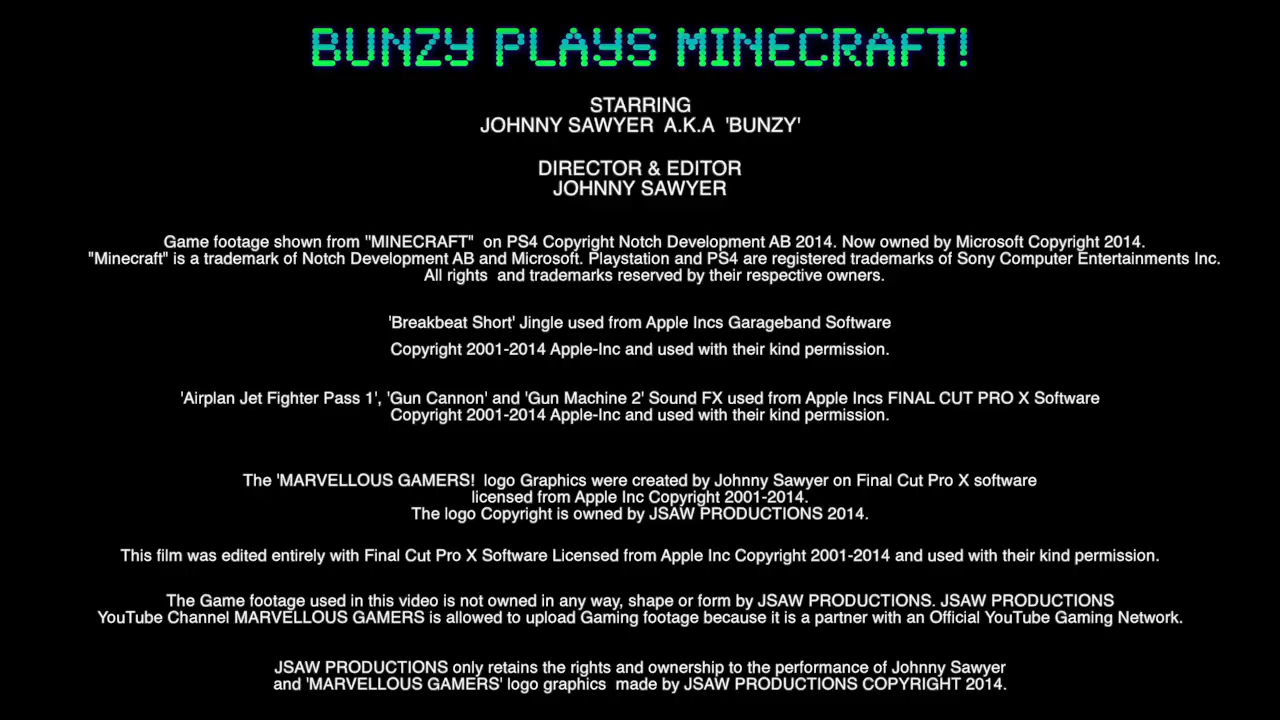 BUNZY PLAYS MINECRAFT!
STARRING
JOHNNY SAWYER A.K.A 'BUNZY'
DIRECTOR & EDITOR
JOHNNY SAWYER
Game footage shown from "MINECRAFT" on PS4 Copyright Notch Development AB 2014. Now owned by Microsoft Copyright 2014.
"Minecraft" is a trademark of Notch Development AB and Microsoft. Playstation and PS4 are registered trademarks of Sony Computer Entertainments Inc.
All rights and trademarks reserved by their respective owners.
'Breakbeat Short' Jingle used from Apple Incs Garageband Software
Copyright 2001-2014 Apple-Inc and used with their kind permission.
'Airplan Jet Fighter Pass 1', 'Gun Cannon' and 'Gun Machine 2' Sound FX used from Apple Incs FINAL CUT PRO X Software
Copyright 2001-2014 Apple-Inc and used with their kind permission.
The 'MARVELLOUS GAMERS! logo Graphics were created by Johnny Sawyer on Final Cut Pro X software
licensed from Apple Inc Copyright 2001-2014.
The logo Copyright is owned by JSAW PRODUCTIONS 2014.
This film was edited entirely with Final Cut Pro X Software Licensed from Apple Inc Copyright 2001-2014 and used with their kind permission.
The Game footage used in this video is not owned in any way, shape or form by JSAW PRODUCTIONS. JSAW PRODUCTIONS
YouTube Channel MARVELLOUS GAMERS is allowed to upload Gaming footage because it is a partner with an Official YouTube Gaming Network.
JSAW PRODUCTIONS only retains the rights and ownership to the performance of Johnny Sawyer
and 'MARVELLOUS GAMERS' logo graphics made by JSAW PRODUCTIONS COPYRIGHT 2014.